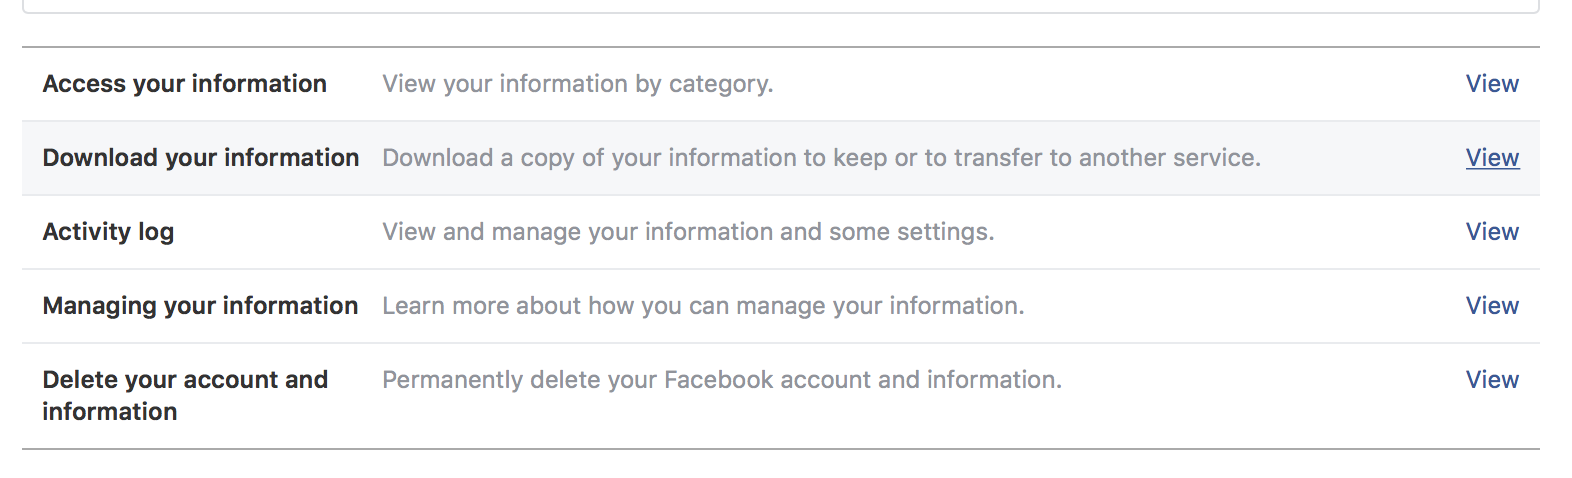 Access your information View your information by category. View
Download your information Download a copy of your information to keep or to transfer to another service. View
Activity log View and manage your information and some settings. View
Managing your information Learn more about how you can manage your information. View
Delete your account and Permanently delete your Facebook account and information. View
information